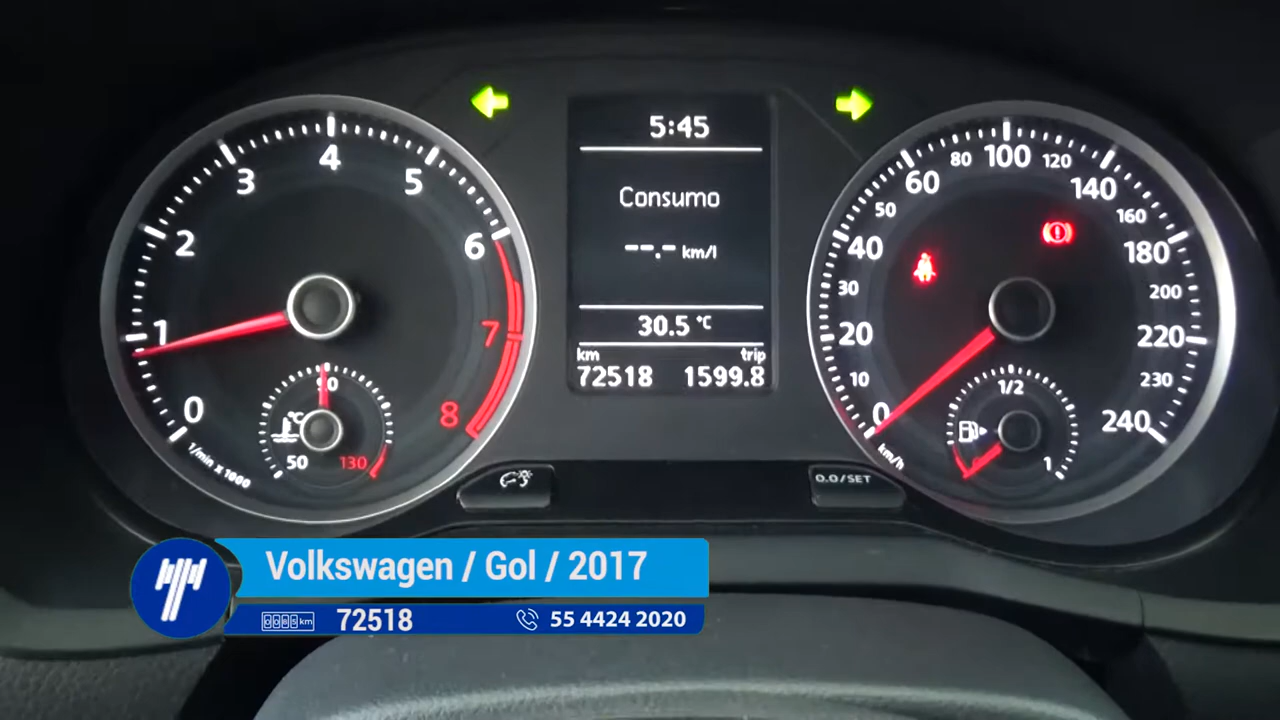 5:45
Consumo
--.- km/l
30.5 °C
km trip
72518 1599.8
0 1 2 3 4 5 6 7 8
1/min x 1000
50 90 130
°C
0 10 20 30 40 50 60 80 100 120 140 160 180 200 220 230 240
km/h
1/2
1
0.0/SET
Volkswagen / Gol / 2017
km
72518
55 4424 2020